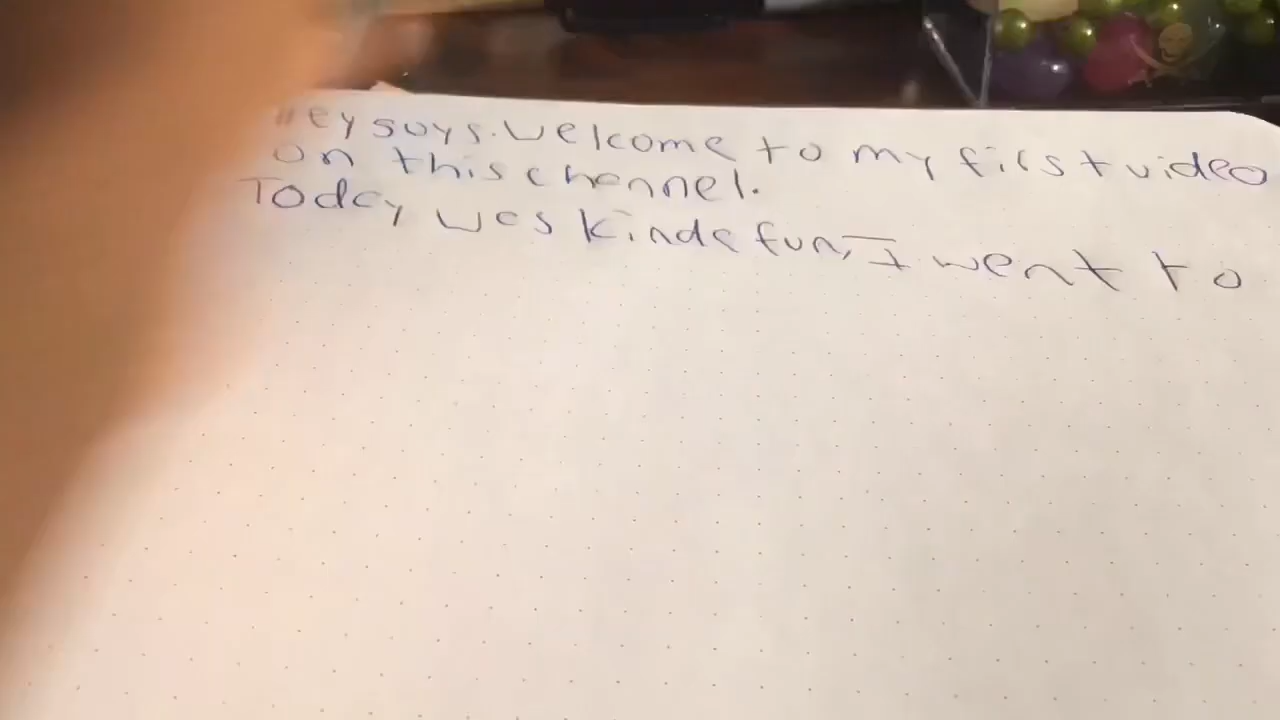 Hey guys. Welcome to my first video
on this channel.
Today was kinda fun, I went to